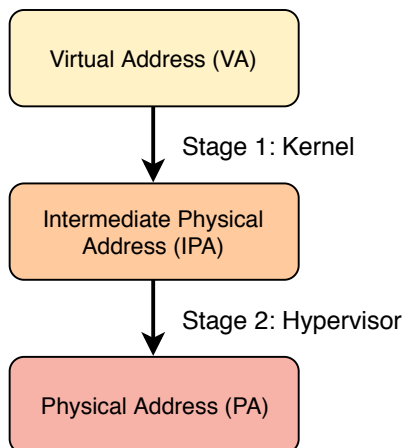 Virtual Address (VA)
Stage 1: Kernel
Intermediate Physical
Address (IPA)
Stage 2: Hypervisor
Physical Address (PA)